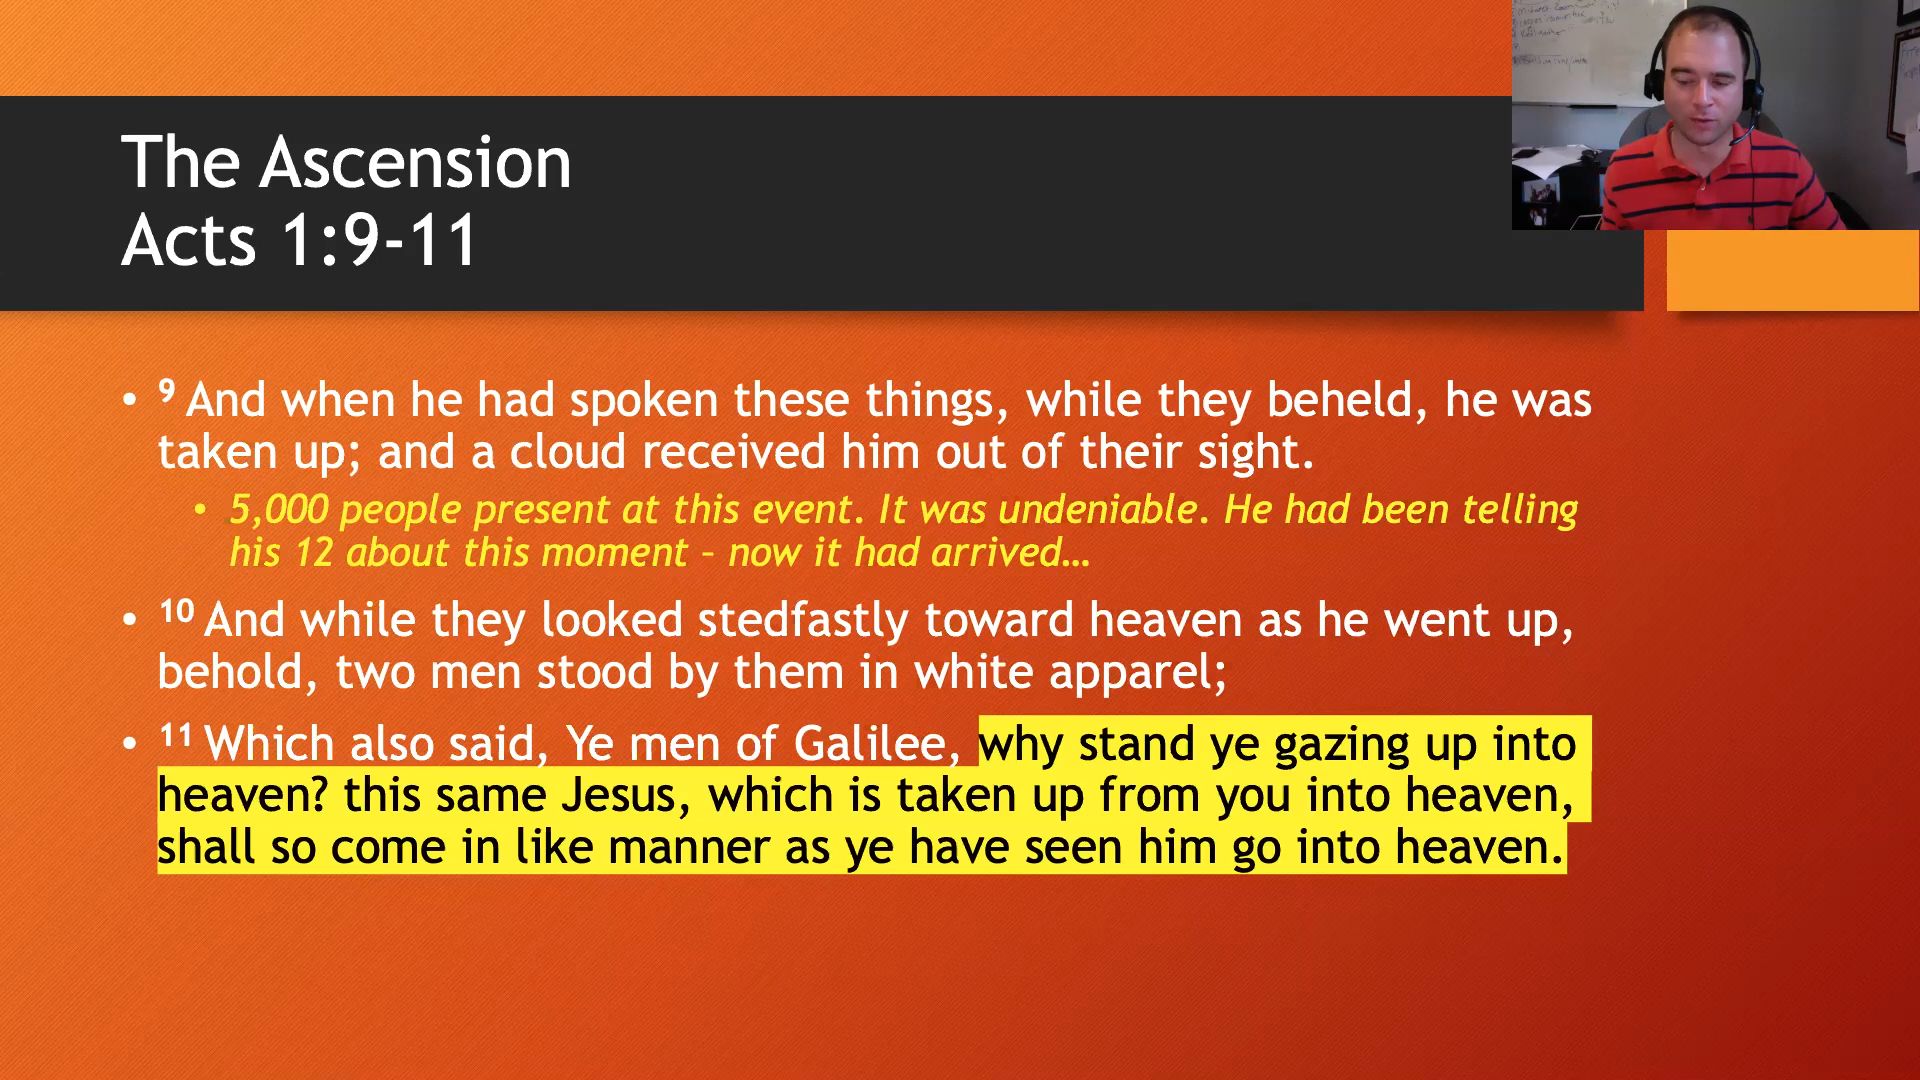 The Ascension
Acts 1:9-11
• 9 And when he had spoken these things, while they beheld, he was
taken up; and a cloud received him out of their sight.
• 5,000 people present at this event. It was undeniable. He had been telling
his 12 about this moment – now it had arrived…
• 10 And while they looked stedfastly toward heaven as he went up,
behold, two men stood by them in white apparel;
• 11 Which also said, Ye men of Galilee, why stand ye gazing up into
heaven? this same Jesus, which is taken up from you into heaven,
shall so come in like manner as ye have seen him go into heaven.